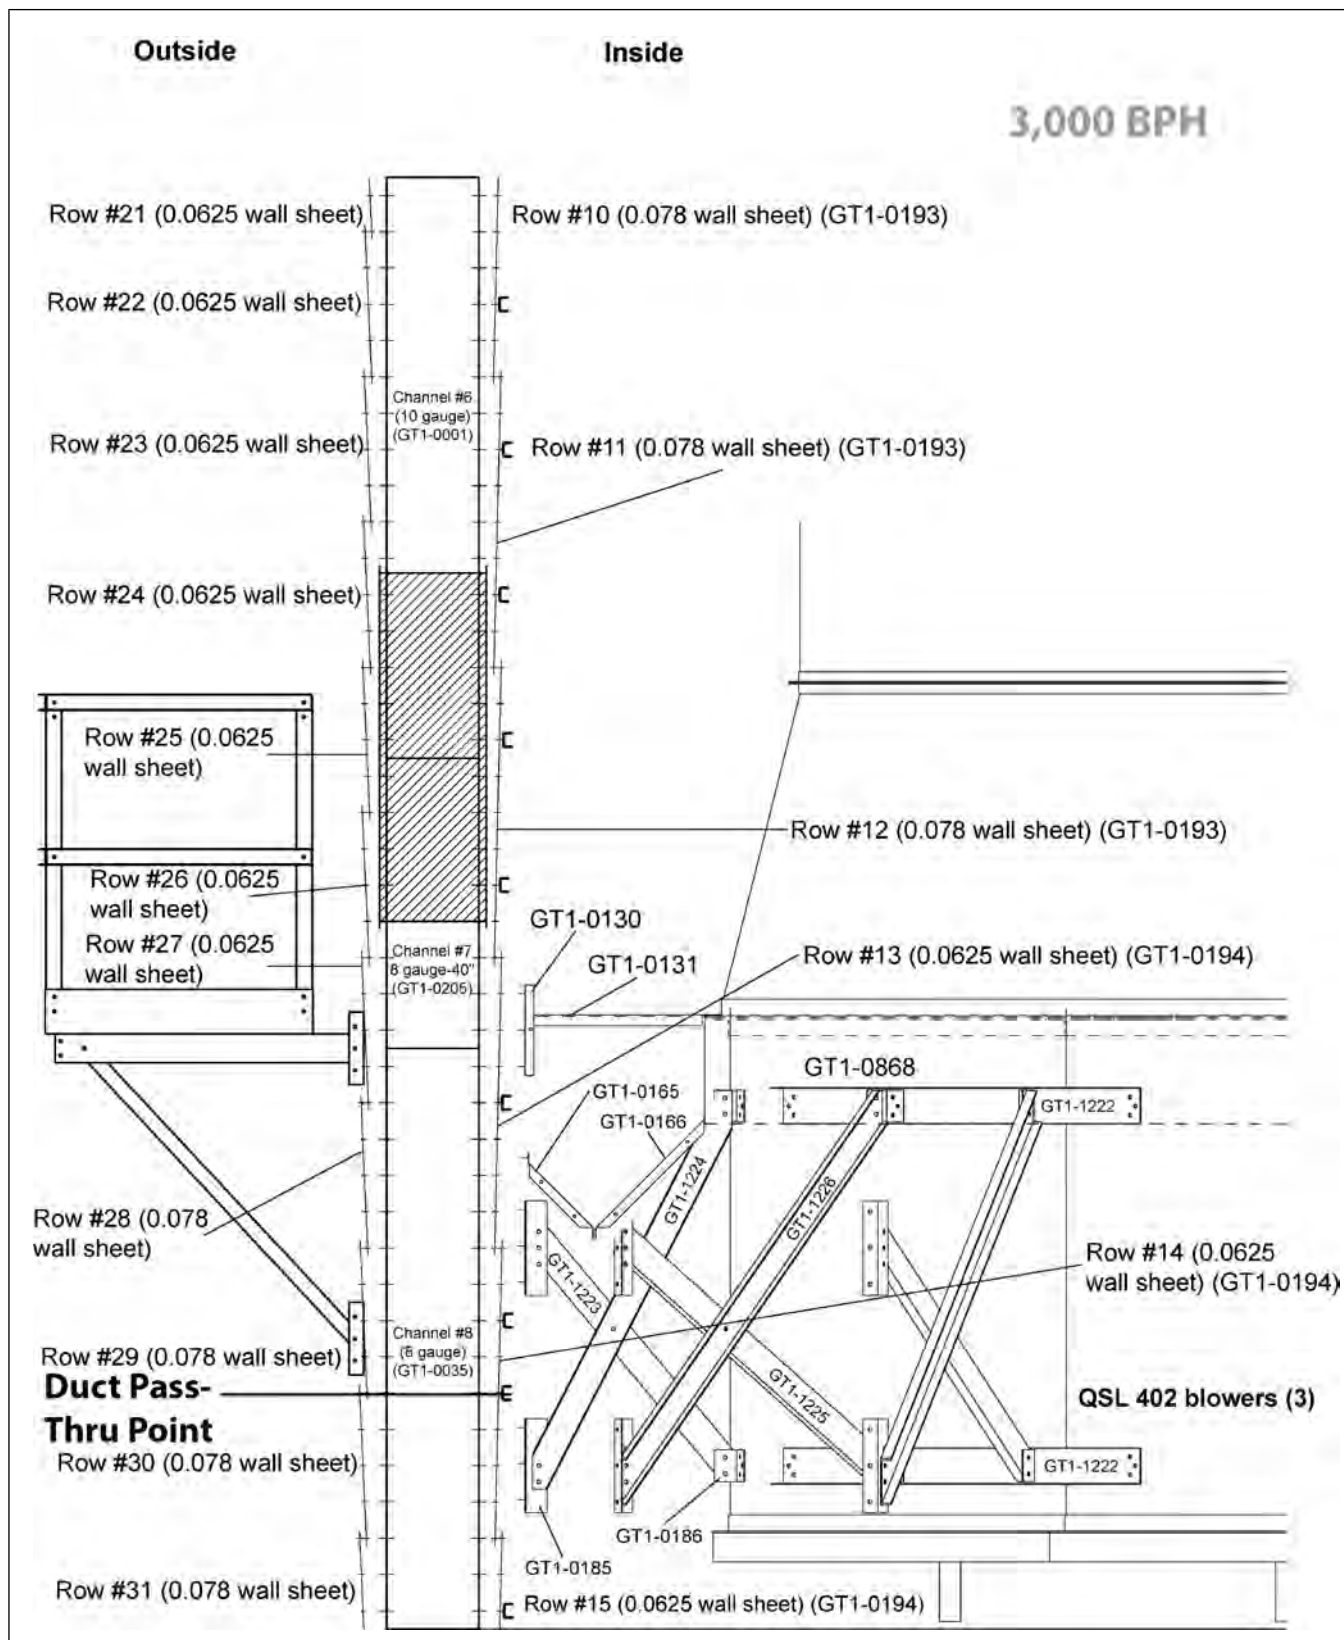 Outside
Inside
3,000 BPH
Row #21 (0.0625 wall sheet)
Row #10 (0.078 wall sheet) (GT1-0193)
Row #22 (0.0625 wall sheet)
Channel #6
(10 gauge)
(GT1-0001)
Row #23 (0.0625 wall sheet)
Row #11 (0.078 wall sheet) (GT1-0193)
Row #24 (0.0625 wall sheet)
Row #25 (0.0625
wall sheet)
Row #12 (0.078 wall sheet) (GT1-0193)
Row #26 (0.0625
wall sheet)
GT1-0130
Row #27 (0.0625
wall sheet)
Channel #7
8 gauge-40"
(GT1-0205)
GT1-0131
Row #13 (0.0625 wall sheet) (GT1-0194)
GT1-0868
GT1-0165
GT1-1222
GT1-0166
GT1-1224
GT1-1226
Row #28 (0.078
wall sheet)
Row #14 (0.0625
wall sheet) (GT1-0194)
GT1-1223
Channel #8
(8 gauge)
(GT1-0035)
Row #29 (0.078 wall sheet)
Duct Pass-
Thru Point
GT1-1225
QSL 402 blowers (3)
Row #30 (0.078 wall sheet)
GT1-1222
GT1-0186
GT1-0185
Row #31 (0.078 wall sheet)
Row #15 (0.0625 wall sheet) (GT1-0194)